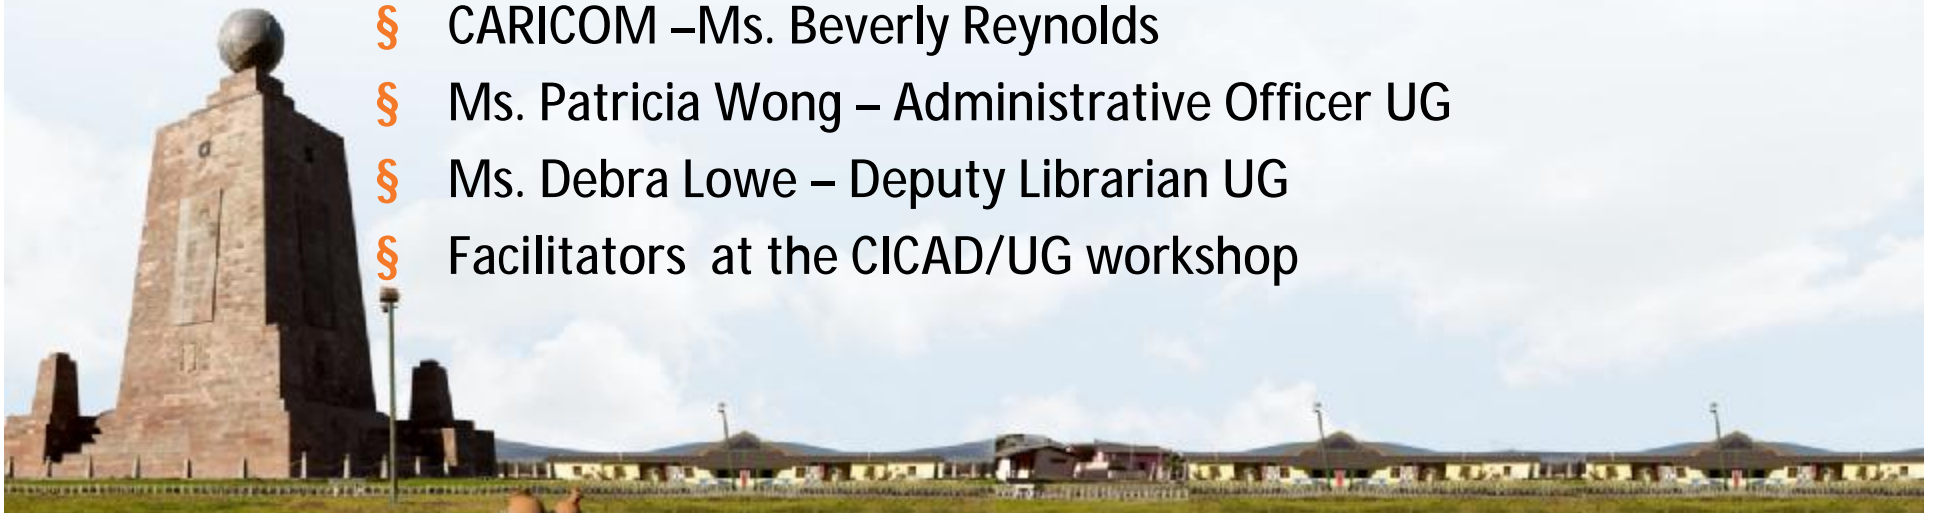 § CARICOM –Ms. Beverly Reynolds
§ Ms. Patricia Wong – Administrative Officer UG
§ Ms. Debra Lowe – Deputy Librarian UG
§ Facilitators  at the CICAD/UG workshop